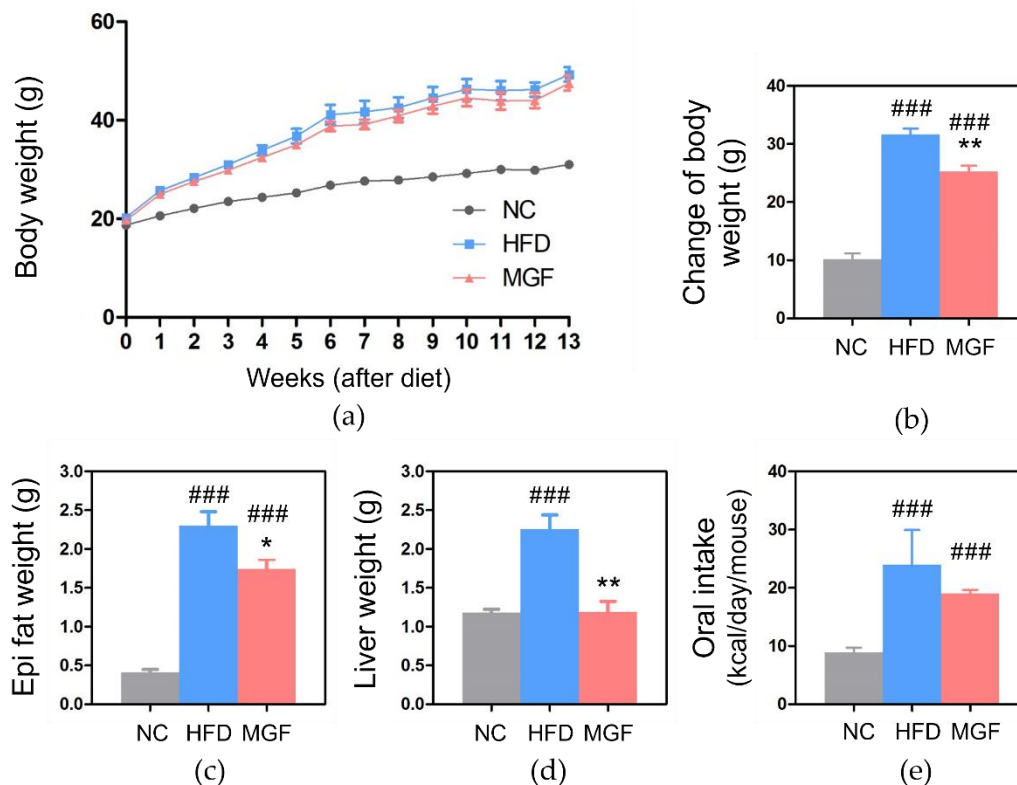 60
40
20
0
Body weight (g)
NC
HFD
MGF
0 1 2 3 4 5 6 7 8 9 10 11 12 13
Weeks (after diet)
(a)
40
30
20
10
0
Change of body
weight (g)
###
###
**
NC HFD MGF
(b)
3.0
2.5
2.0
1.5
1.0
0.5
0.0
Epi fat weight (g)
###
###
*
NC HFD MGF
(c)
3.0
2.5
2.0
1.5
1.0
0.5
0.0
Liver weight (g)
###
**
NC HFD MGF
(d)
40
30
20
10
0
Oral intake
(kcal/day/mouse)
###
###
NC HFD MGF
(e)